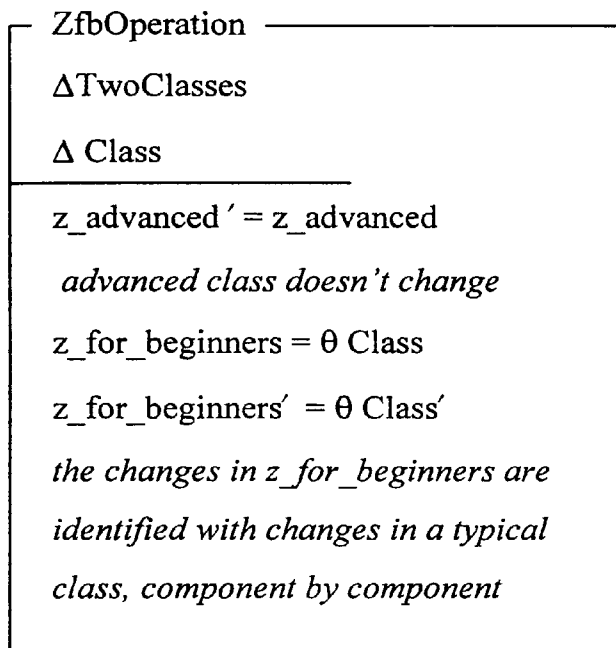 ZfbOperation
ΔTwoClasses
Δ Class
z_advanced′ = z_advanced
advanced class doesn't change
z_for_beginners = θ Class
z_for_beginners′ = θ Class′
the changes in z_for_beginners are
identified with changes in a typical
class, component by component